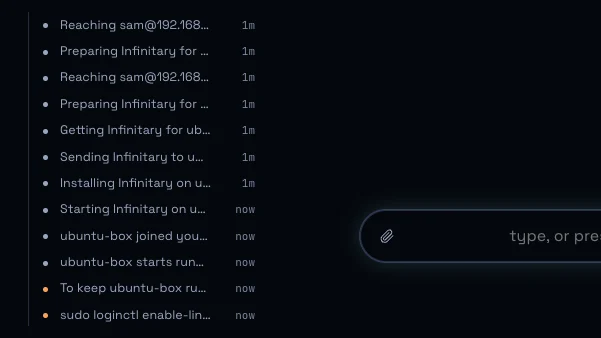 Reaching sam@192.168... 1m
Preparing Infinitary for ... 1m
Reaching sam@192.168... 1m
Preparing Infinitary for ... 1m
Getting Infinitary for ub... 1m
Sending Infinitary to u... 1m
Installing Infinitary on u... 1m
Starting Infinitary on u... now
ubuntu-box joined you... now
ubuntu-box starts run... now
To keep ubuntu-box ru... now
sudo loginctl enable-lin... now
type, or pres